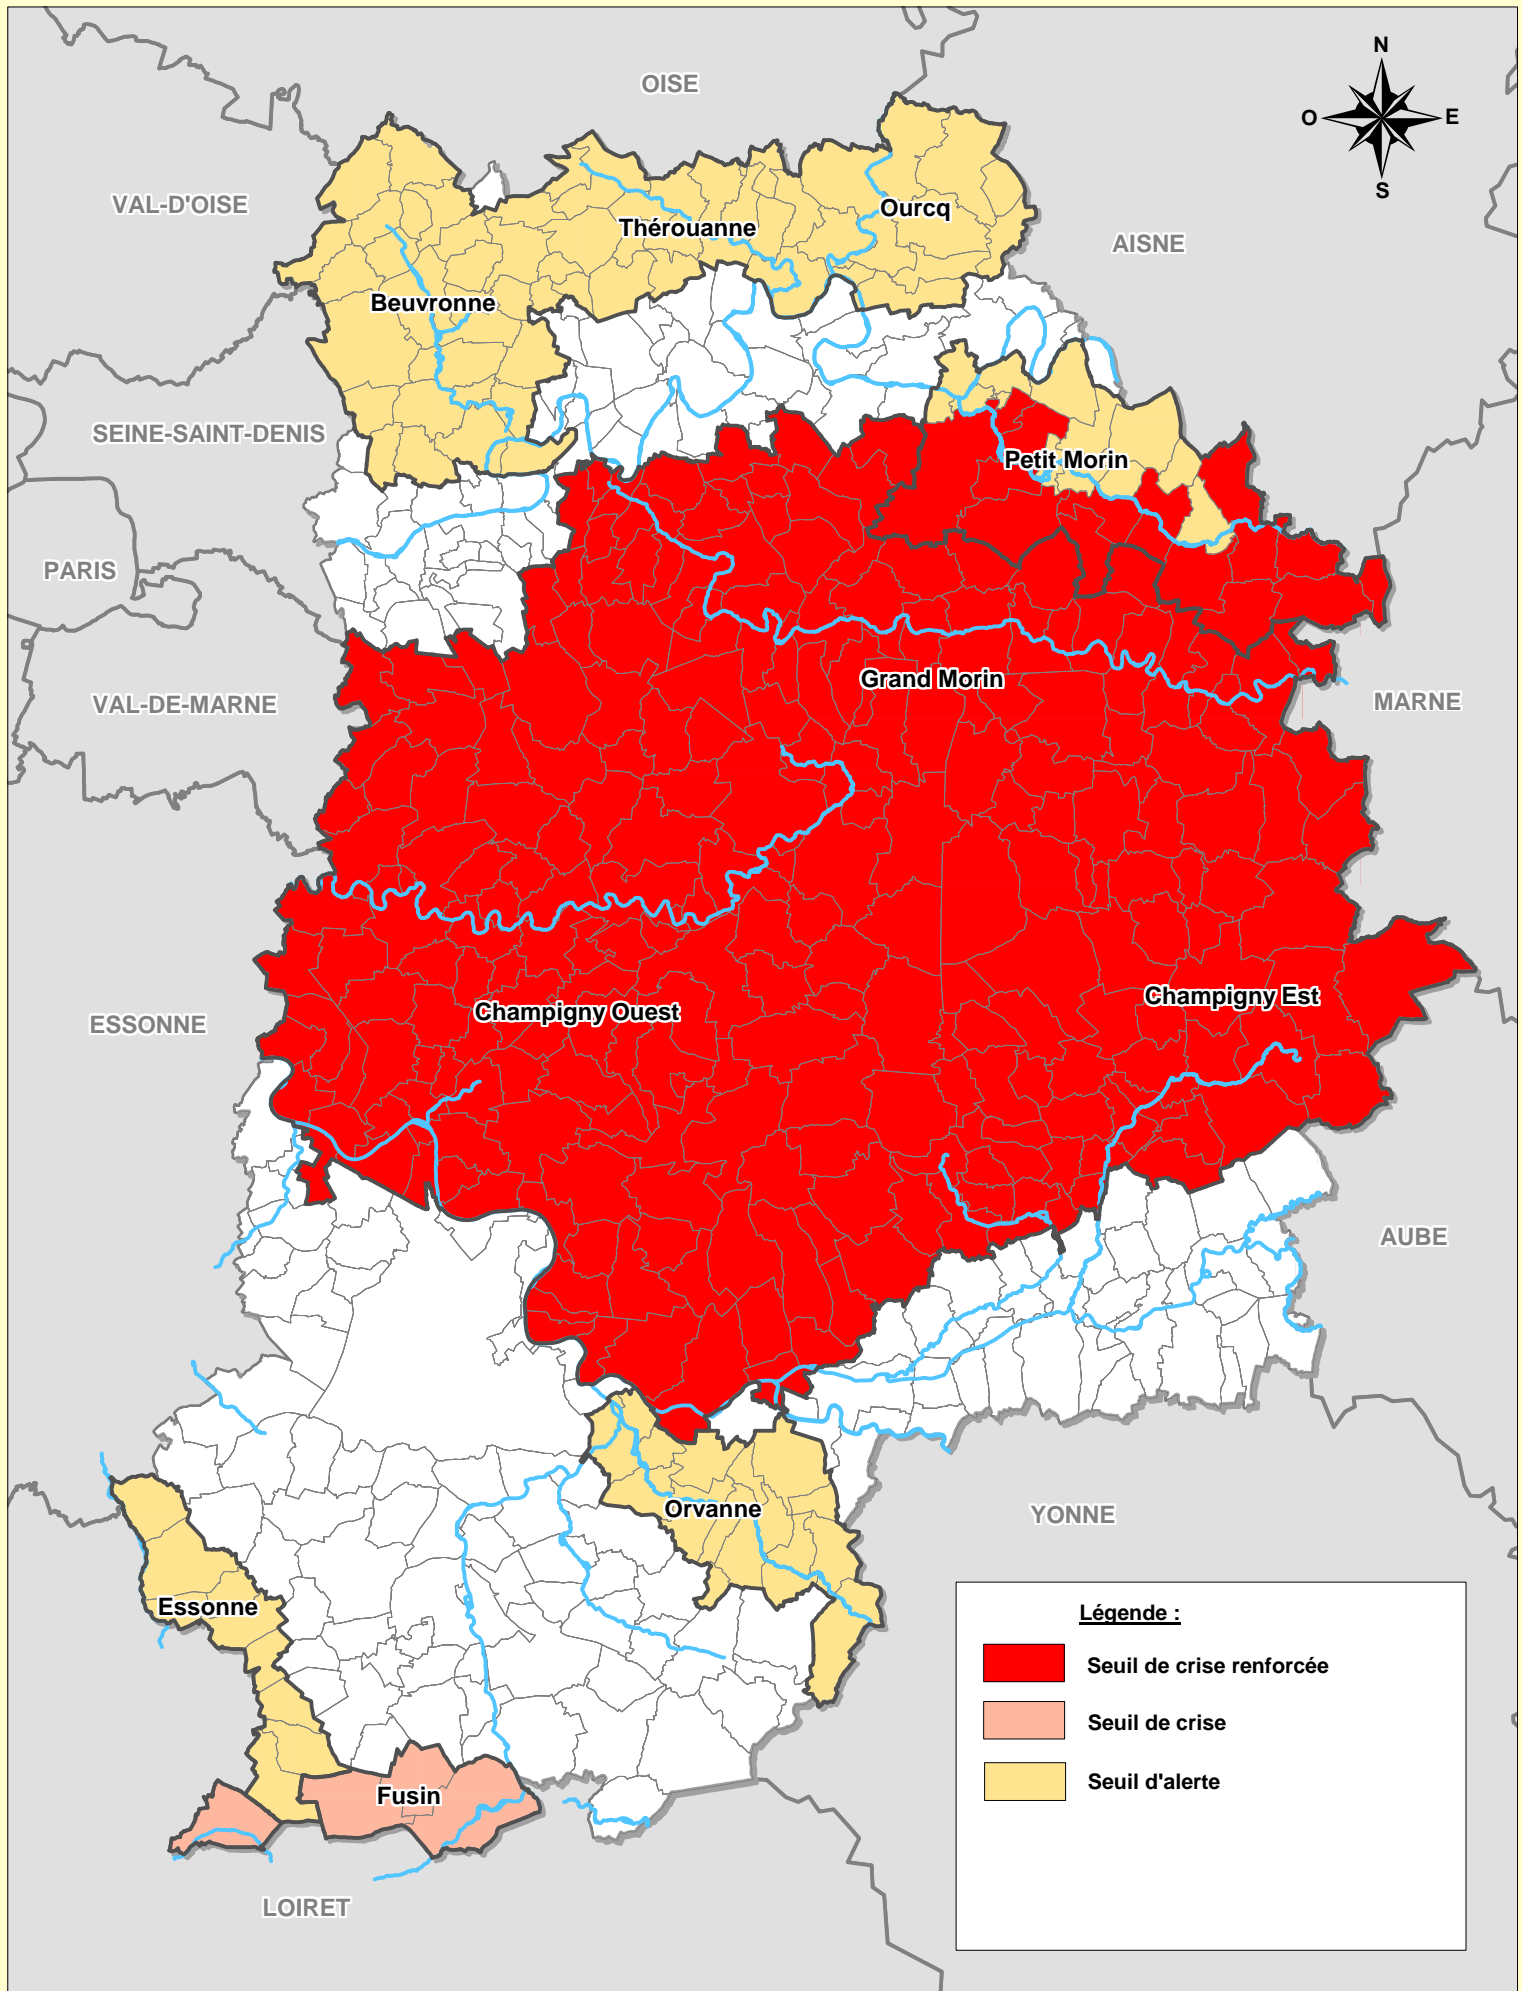 N
OISE
O
E
S
VAL-D'OISE
Ourcq
Thérouanne
AISNE
Beuvronne
SEINE-SAINT-DENIS
Petit Morin
PARIS
Grand Morin
MARNE
VAL-DE-MARNE
Champigny Est
Champigny Ouest
ESSONNE
AUBE
Orvanne
YONNE
Essonne
Légende :
Seuil de crise renforcée
Seuil de crise
Seuil d'alerte
Fusin
LOIRET